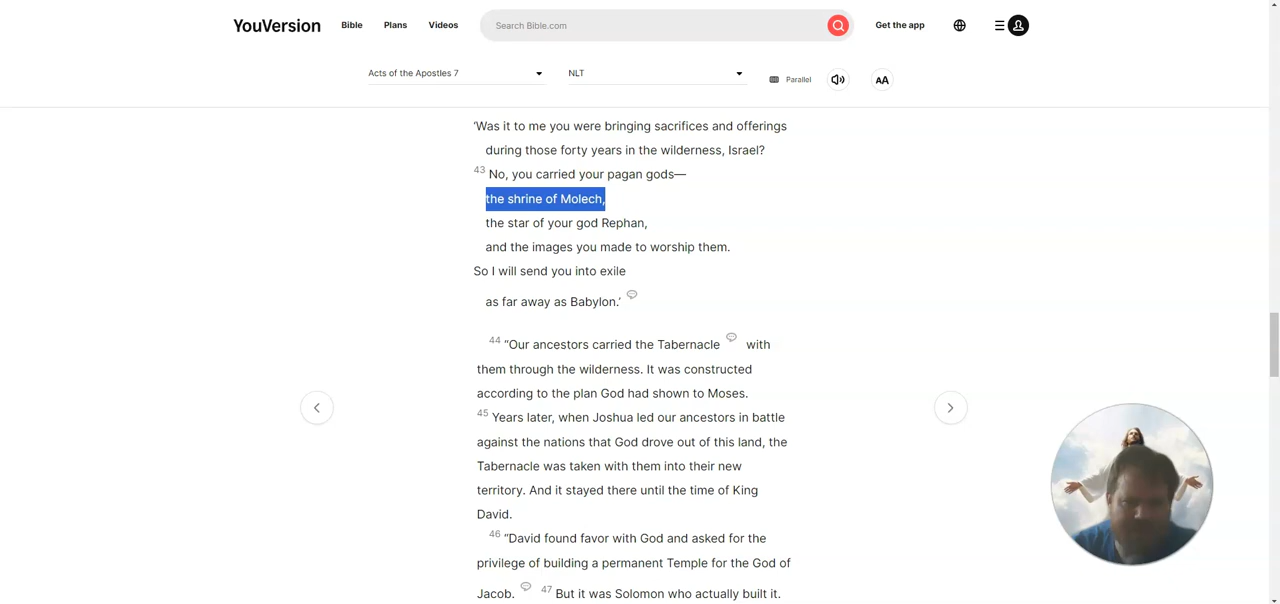 YouVersion Bible Plans Videos Search Bible.com Get the app
Acts of the Apostles 7 NLT Parallel AA
‘Was it to me you were bringing sacrifices and offerings
during those forty years in the wilderness, Israel?
43 No, you carried your pagan gods—
the shrine of Molech,
the star of your god Rephan,
and the images you made to worship them.
So I will send you into exile
as far away as Babylon.’
44 “Our ancestors carried the Tabernacle with
them through the wilderness. It was constructed
according to the plan God had shown to Moses.
45 Years later, when Joshua led our ancestors in battle
against the nations that God drove out of this land, the
Tabernacle was taken with them into their new
territory. And it stayed there until the time of King
David.
46 “David found favor with God and asked for the
privilege of building a permanent Temple for the God of
Jacob. 47 But it was Solomon who actually built it.